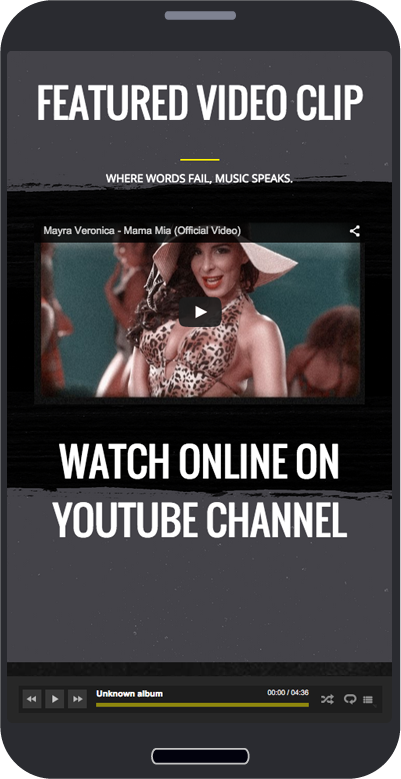 FEATURED VIDEO CLIP
WHERE WORDS FAIL, MUSIC SPEAKS.
Mayra Veronica - Mama Mia (Official Video)
WATCH ONLINE ON
YOUTUBE CHANNEL
Unknown album 00:00 / 04:36